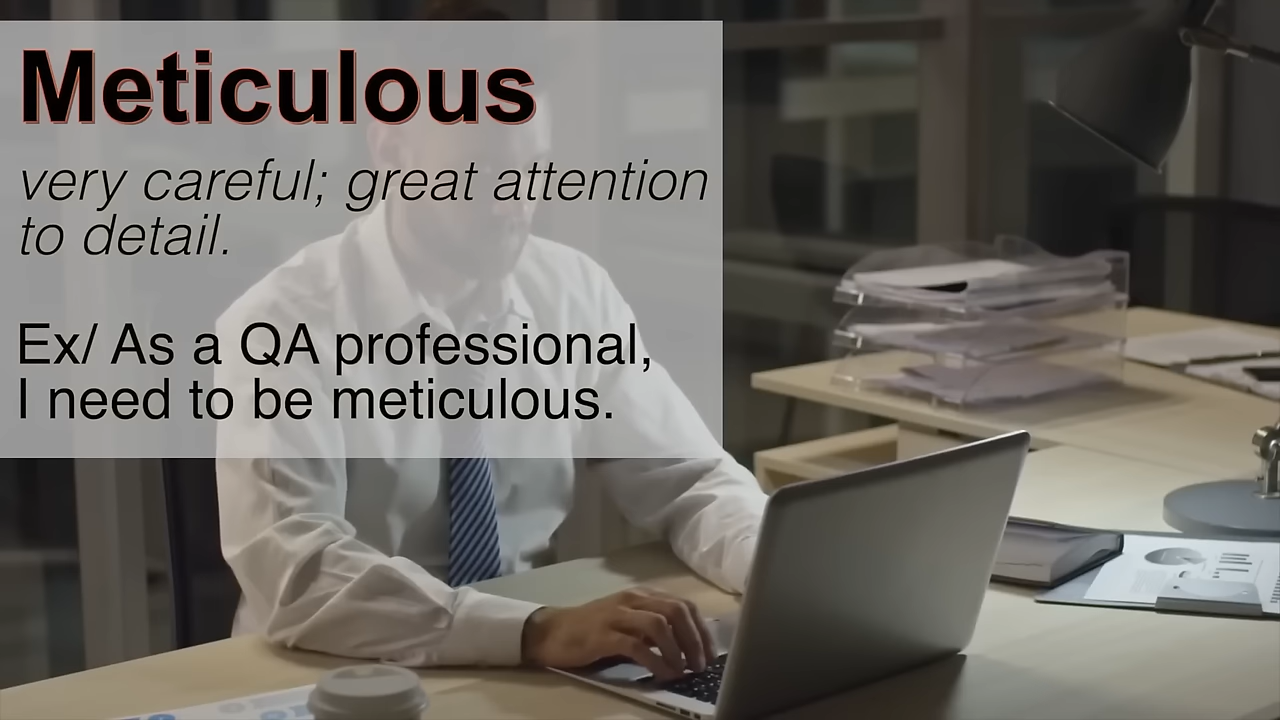 Meticulous
very careful; great attention
to detail.
Ex/ As a QA professional,
I need to be meticulous.